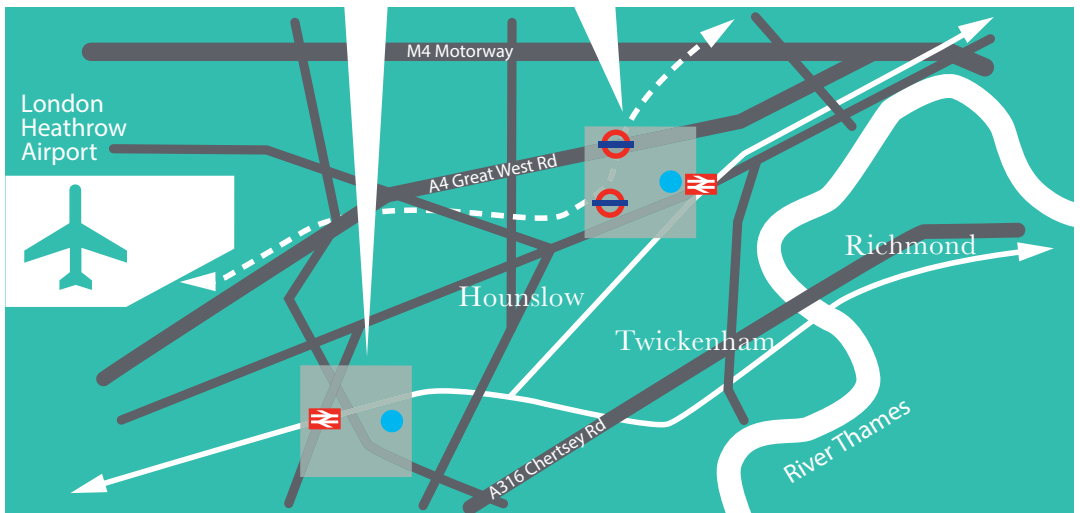 M4 Motorway
London
Heathrow
Airport
A4 Great West Rd
Richmond
Hounslow
Twickenham
River Thames
A316 Chertsey Rd